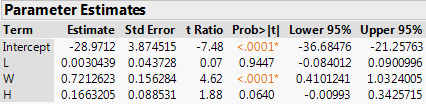 Parameter Estimates
Term Estimate Std Error t Ratio Prob>|t| Lower 95% Upper 95%
Intercept -28.9712 3.874515 -7.48 <.0001* -36.68476 -21.25763
L 0.0030439 0.043728 0.07 0.9447 -0.084012 0.0900996
W 0.7212623 0.156284 4.62 <.0001* 0.4101241 1.0324005
H 0.1663205 0.088531 1.88 0.0640 -0.00993 0.3425715